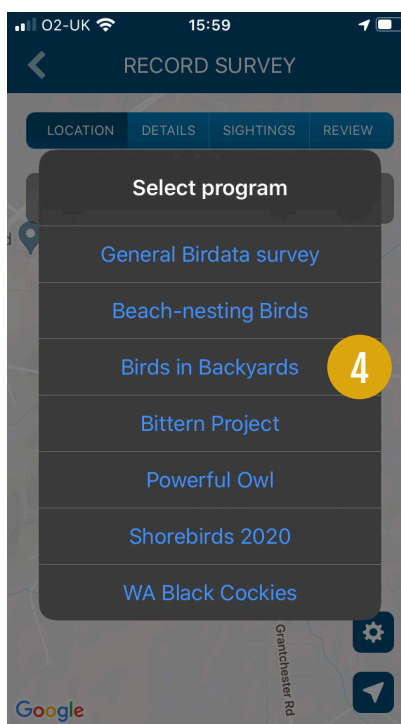 O2-UK 15:59
RECORD SURVEY
LOCATION DETAILS SIGHTINGS REVIEW
Select program
General Birdata survey
Beach-nesting Birds
Birds in Backyards
4
Bittern Project
Powerful Owl
Shorebirds 2020
WA Black Cockies
Grantchester Rd
Google